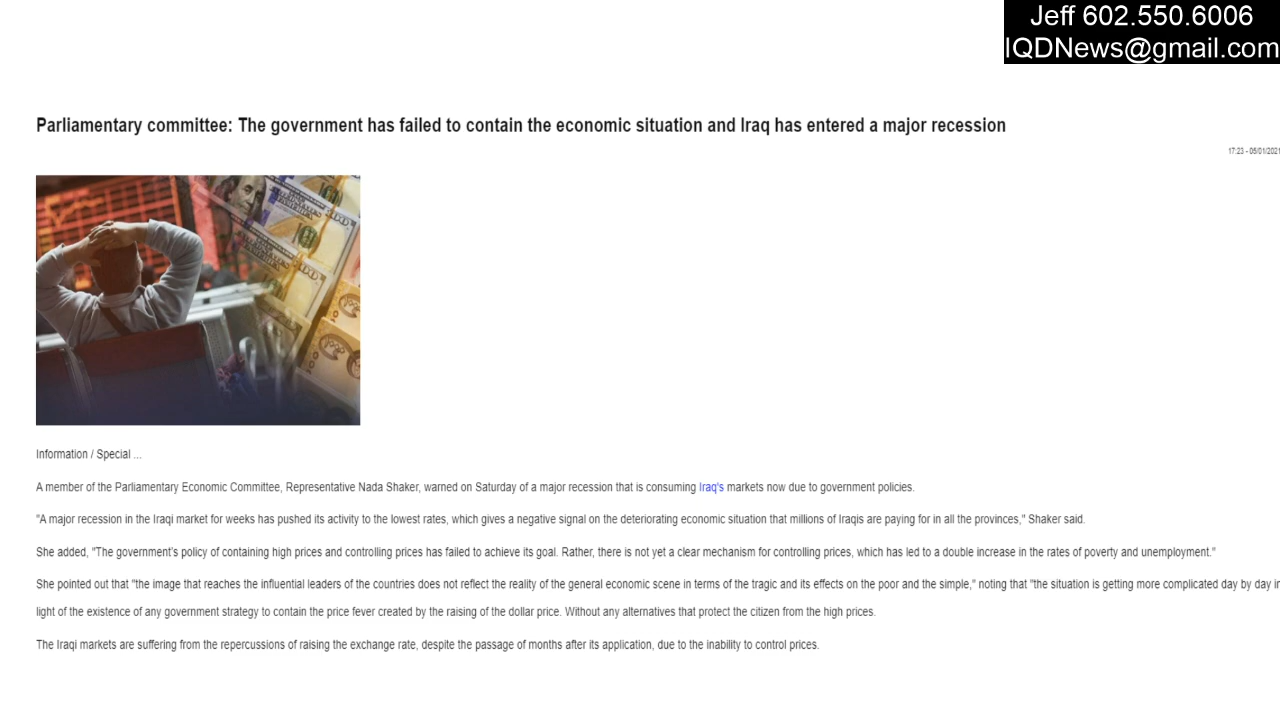 Jeff 602.550.6006
IQDNews@gmail.com
Parliamentary committee: The government has failed to contain the economic situation and Iraq has entered a major recession
17:23 - 05/01/2021
Information / Special ...
A member of the Parliamentary Economic Committee, Representative Nada Shaker, warned on Saturday of a major recession that is consuming Iraq's markets now due to government policies.
"A major recession in the Iraqi market for weeks has pushed its activity to the lowest rates, which gives a negative signal on the deteriorating economic situation that millions of Iraqis are paying for in all the provinces," Shaker said.
She added, "The government's policy of containing high prices and controlling prices has failed to achieve its goal. Rather, there is not yet a clear mechanism for controlling prices, which has led to a double increase in the rates of poverty and unemployment."
She pointed out that "the image that reaches the influential leaders of the countries does not reflect the reality of the general economic scene in terms of the tragic and its effects on the poor and the simple," noting that "the situation is getting more complicated day by day in
light of the existence of any government strategy to contain the price fever created by the raising of the dollar price. Without any alternatives that protect the citizen from the high prices.
The Iraqi markets are suffering from the repercussions of raising the exchange rate, despite the passage of months after its application, due to the inability to control prices.